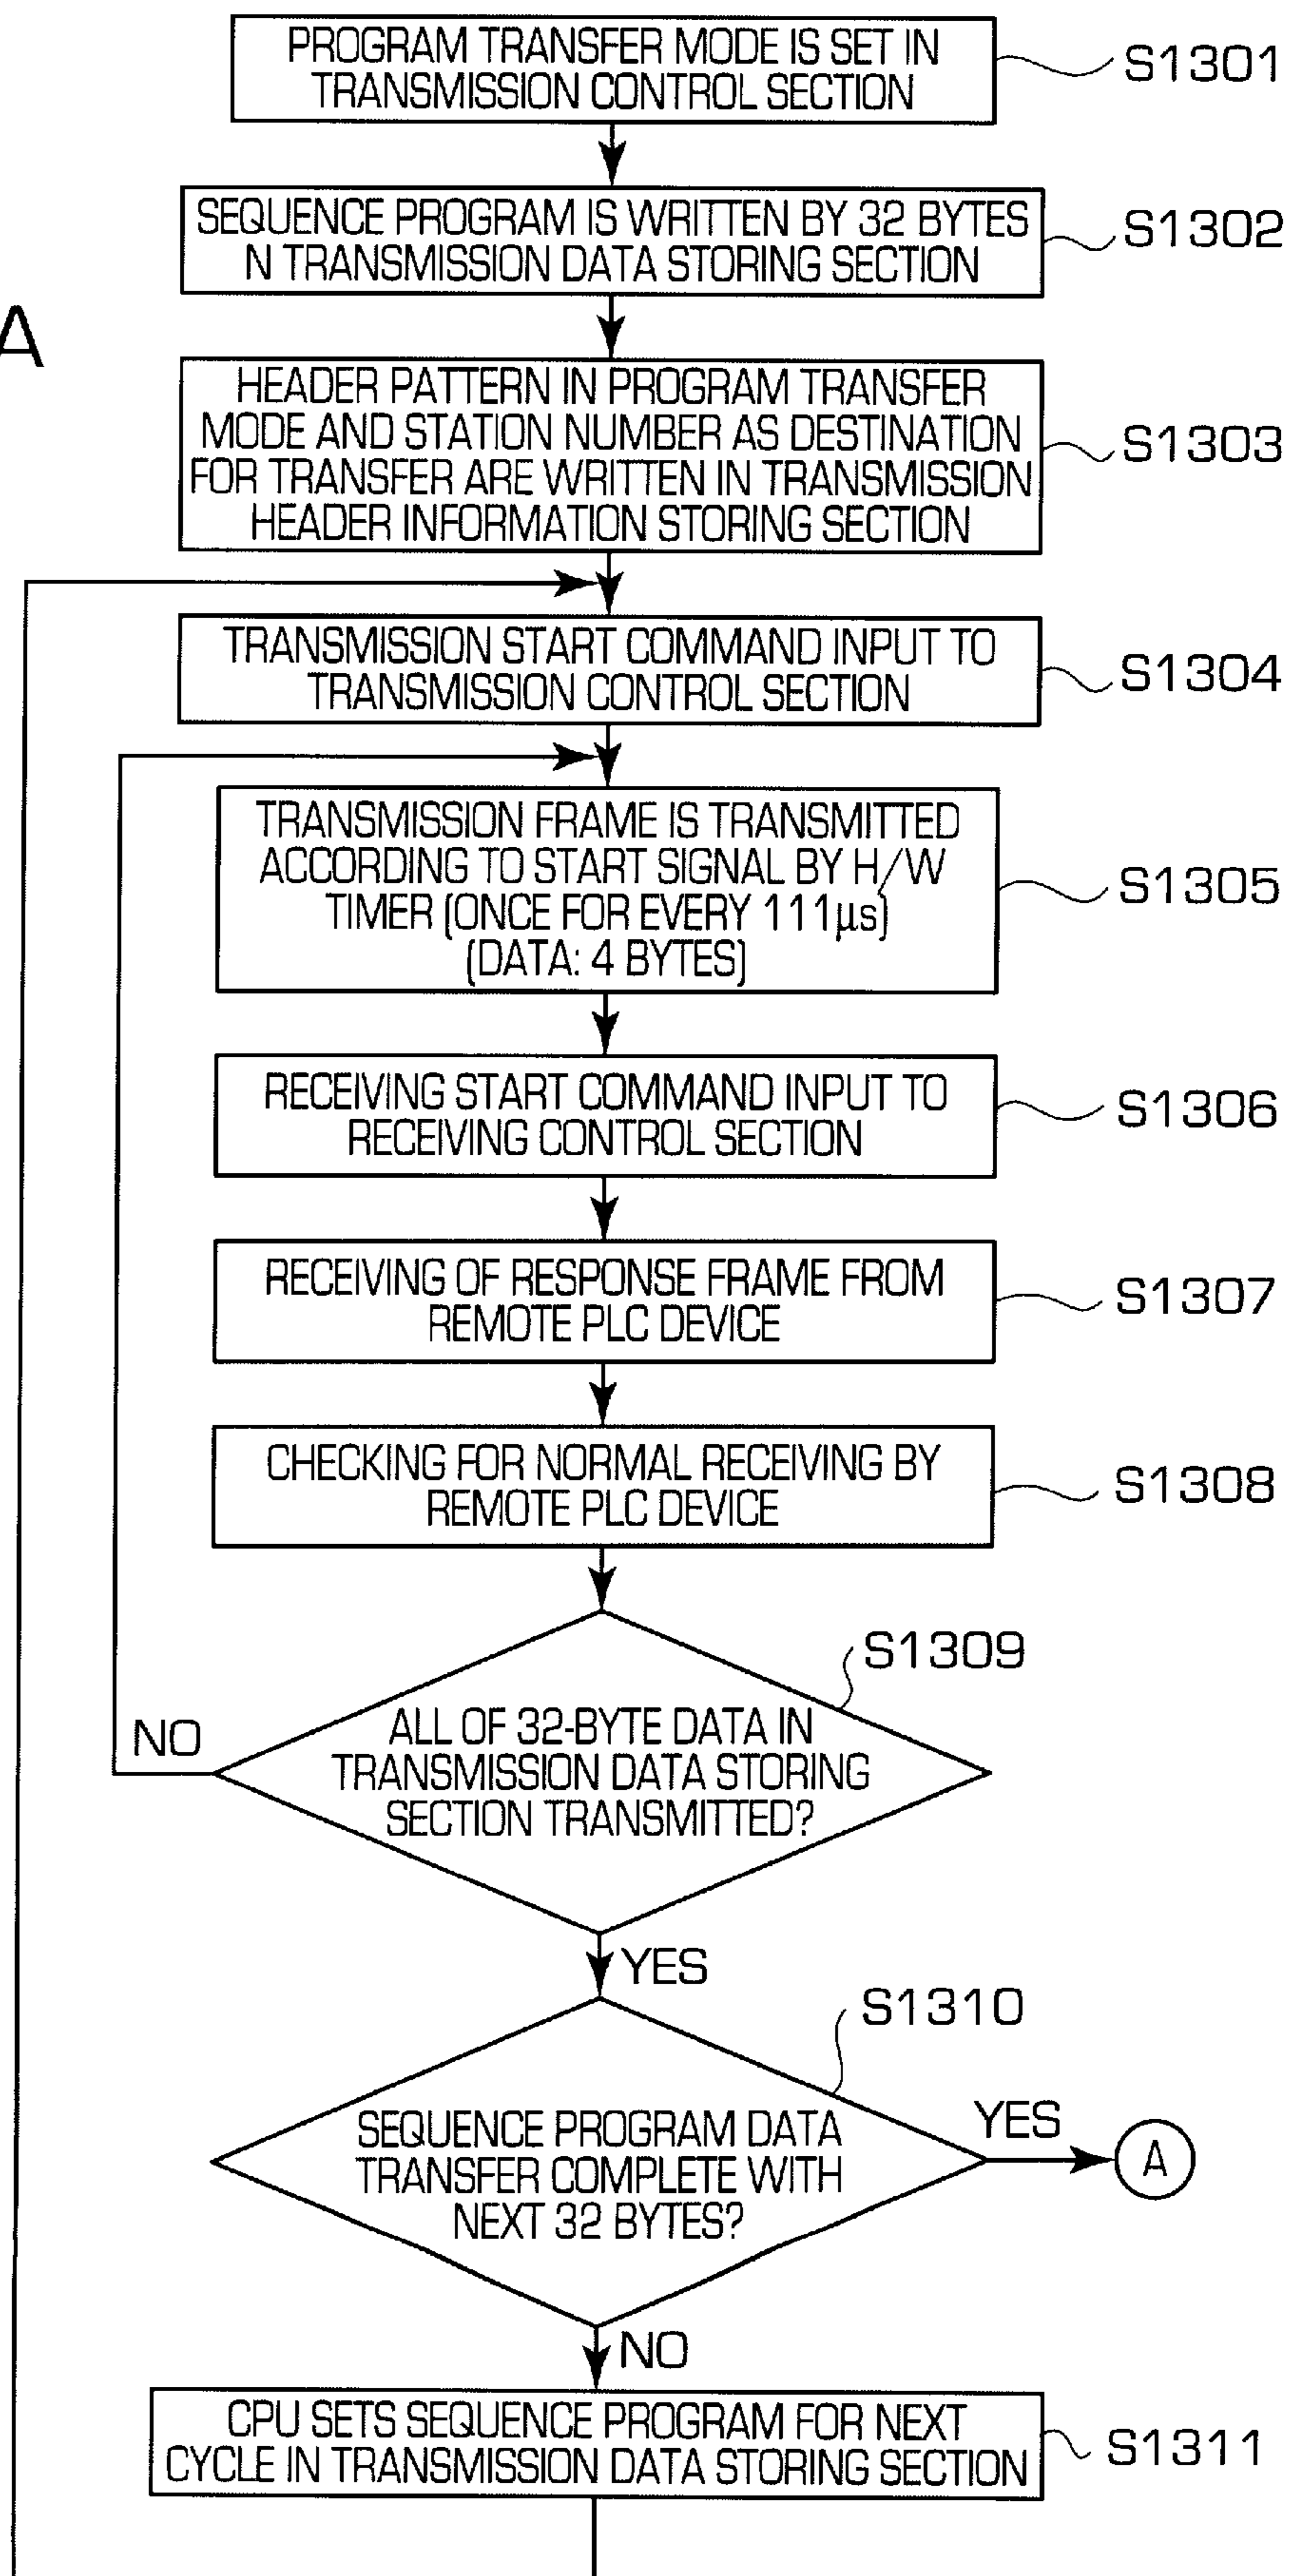 PROGRAM TRANSFER MODE IS SET IN
TRANSMISSION CONTROL SECTION
S1301
SEQUENCE PROGRAM IS WRITTEN BY 32 BYTES
N TRANSMISSION DATA STORING SECTION
S1302
A
HEADER PATTERN IN PROGRAM TRANSFER
MODE AND STATION NUMBER AS DESTINATION
FOR TRANSFER ARE WRITTEN IN TRANSMISSION
HEADER INFORMATION STORING SECTION
S1303
TRANSMISSION START COMMAND INPUT TO
TRANSMISSION CONTROL SECTION
S1304
TRANSMISSION FRAME IS TRANSMITTED
ACCORDING TO START SIGNAL BY H/W
TIMER (ONCE FOR EVERY 111µs)
(DATA: 4 BYTES)
S1305
RECEIVING START COMMAND INPUT TO
RECEIVING CONTROL SECTION
S1306
RECEIVING OF RESPONSE FRAME FROM
REMOTE PLC DEVICE
S1307
CHECKING FOR NORMAL RECEIVING BY
REMOTE PLC DEVICE
S1308
S1309
NO
ALL OF 32-BYTE DATA IN
TRANSMISSION DATA STORING
SECTION TRANSMITTED?
YES
S1310
SEQUENCE PROGRAM DATA
TRANSFER COMPLETE WITH
NEXT 32 BYTES?
YES
A
NO
CPU SETS SEQUENCE PROGRAM FOR NEXT
CYCLE IN TRANSMISSION DATA STORING SECTION
S1311